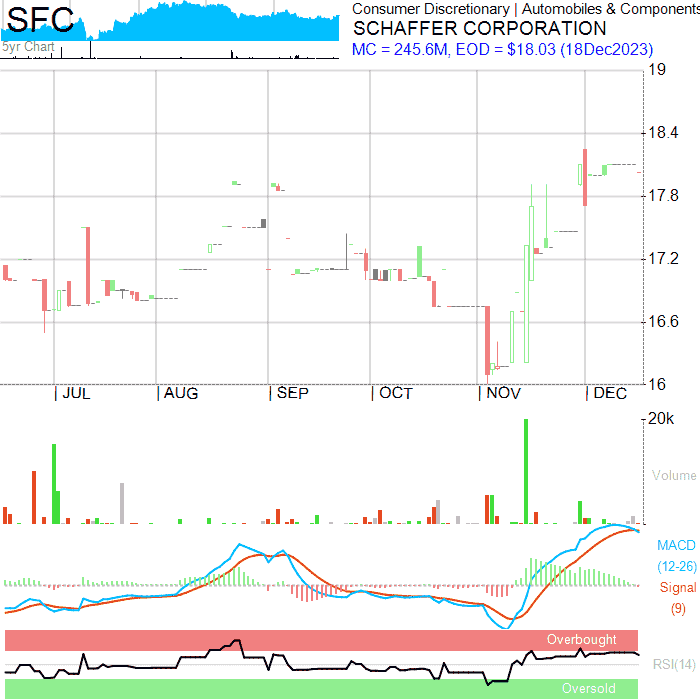 SFC
Consumer Discretionary | Automobiles & Components
SCHAFFER CORPORATION
5yr Chart
MC = 245.6M, EOD = $18.03 (18Dec2023)
19
18.4
17.8
17.2
16.6
16
JUL AUG SEP OCT NOV DEC
20k
Volume
MACD
(12-26)
Signal
(9)
Overbought
RSI(14)
Oversold